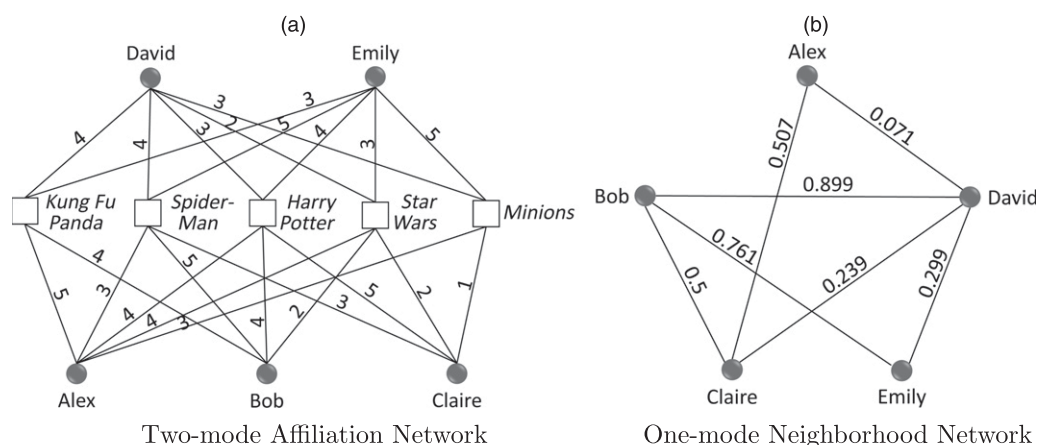 (a)
David
Emily
4
4
3
2
3
3
5
4
3
5
Kung Fu
Panda
Spider-
Man
Harry
Potter
Star
Wars
Minions
5
4
3
5
4
4
3
4
2
3
5
2
1
Alex
Bob
Claire
Two-mode Affiliation Network
(b)
Alex
0.507
0.071
Bob
0.899
David
0.761
0.5
0.239
0.299
Claire
Emily
One-mode Neighborhood Network